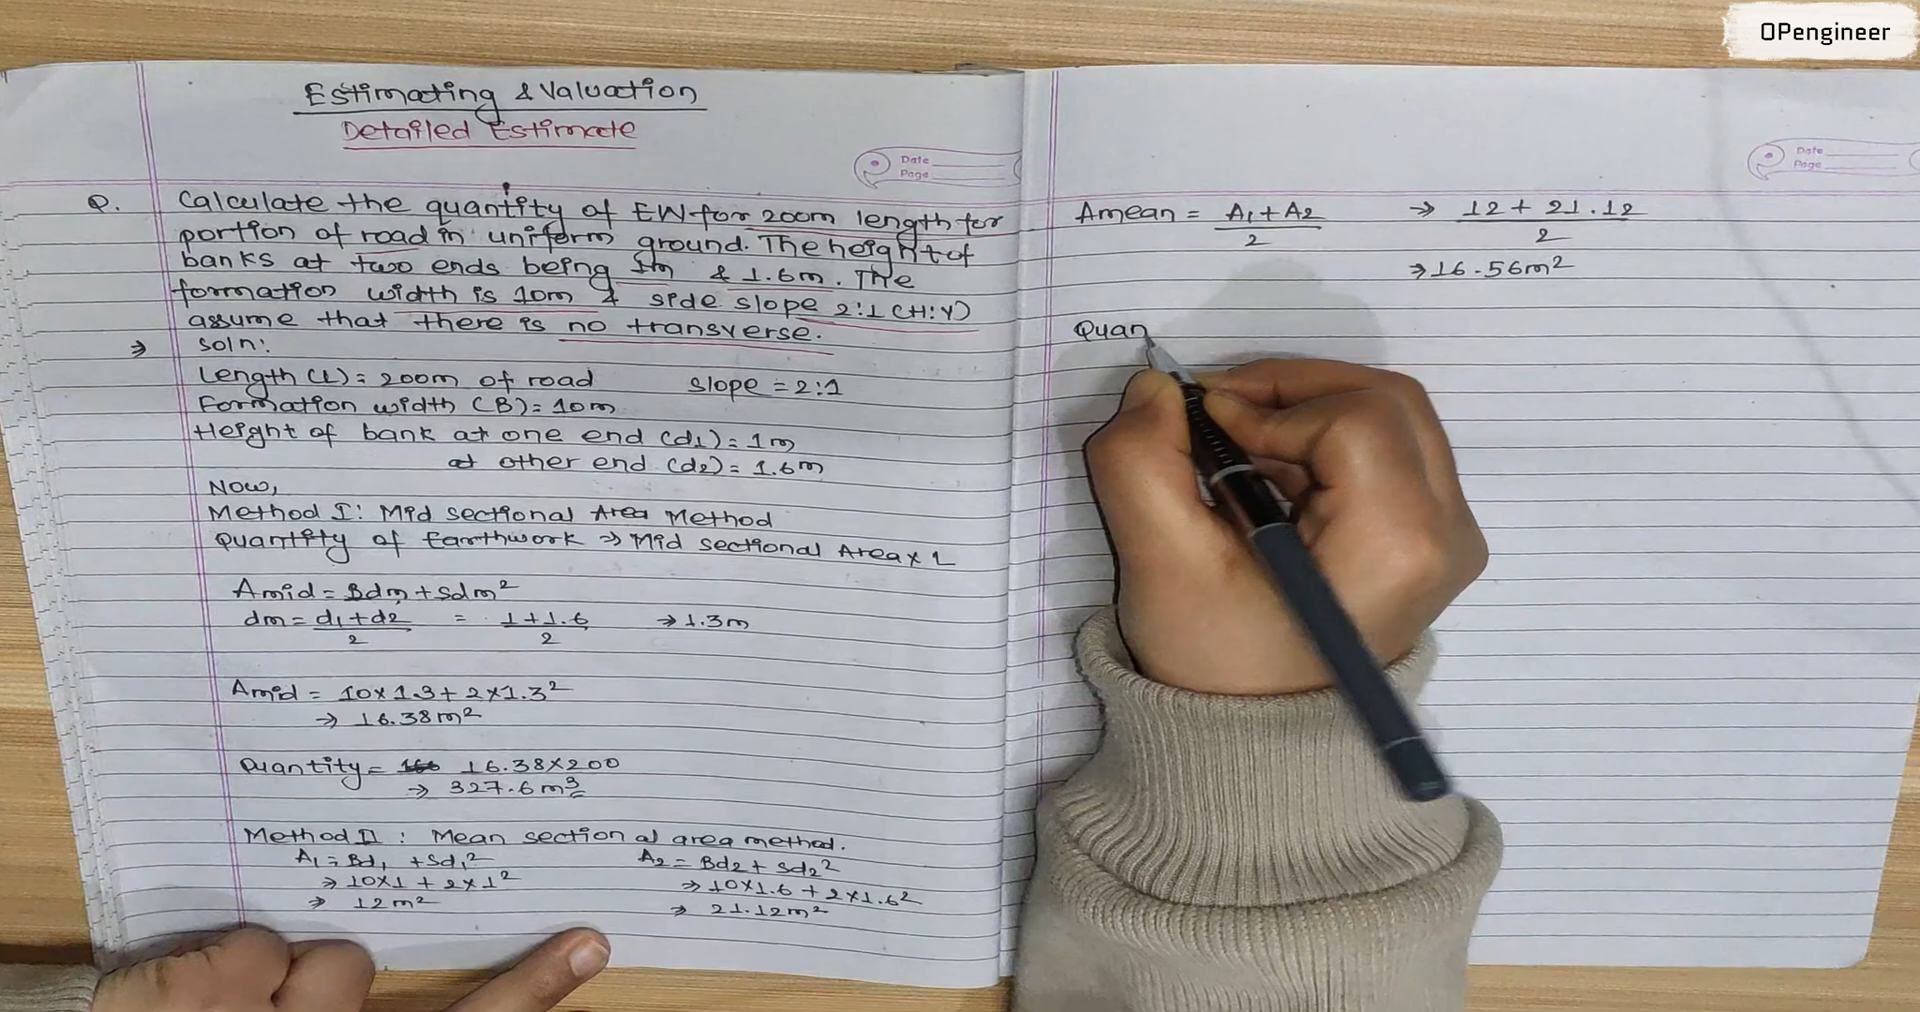 OPengineer
Estimating & Valuation
Detailed Estimate
Date
Page
Q. Calculate the quantity of EW for 200m length for
portion of road in uniform ground. The height of
banks at two ends being 1m & 1.6m. The
formation width is 10m & side slope 2:1 (H:V)
assume that there is no transverse.
⇒ Soln:
Length (L) = 200m of road Slope = 2:1
Formation width (B) = 10m
Height of bank at one end (d1) = 1m
at other end (d2) = 1.6m
Now,
Method I: Mid sectional Area Method
Quantity of Earthwork ⇒ Mid sectional Area × L
Amid = Bdm + Sdm²
dm = d1 + d2 / 2 = 1 + 1.6 / 2 → 1.3m
Amid = 10×1.3 + 2×1.3²
⇒ 16.38m²
Quantity = 16.38×200
→ 327.6m³
Method II: Mean sectional area method.
A1 = Bd1 + Sd1²
⇒ 10×1 + 2×1²
⇒ 12m²
A2 = Bd2 + Sd2²
⇒ 10×1.6 + 2×1.6²
⇒ 21.12m²
Date
Page
Amean = A1 + A2 / 2 ⇒ 12 + 21.12 / 2
⇒ 16.56m²
Quan